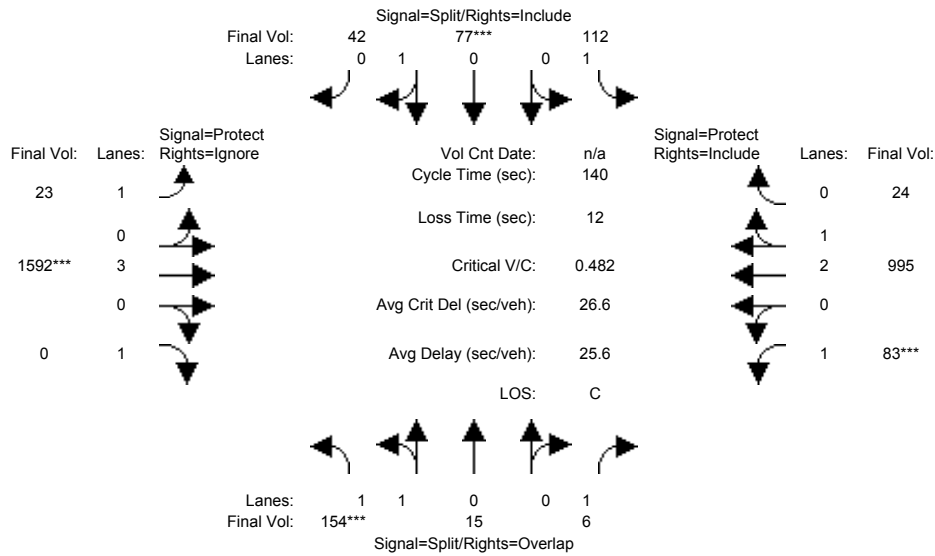 Signal=Split/Rights=Include
Final Vol: 42 77*** 112
Lanes: 0 1 0 0 1
Signal=Protect
Final Vol: Lanes: Rights=Ignore
Vol Cnt Date: n/a
Signal=Protect
Rights=Include Lanes: Final Vol:
Cycle Time (sec): 140
23 1
0 24
Loss Time (sec): 12
0
1
1592*** 3
Critical V/C: 0.482
2 995
0
Avg Crit Del (sec/veh): 26.6
0
0 1
Avg Delay (sec/veh): 25.6
1 83***
LOS: C
Lanes: 1 1 0 0 1
Final Vol: 154*** 15 6
Signal=Split/Rights=Overlap